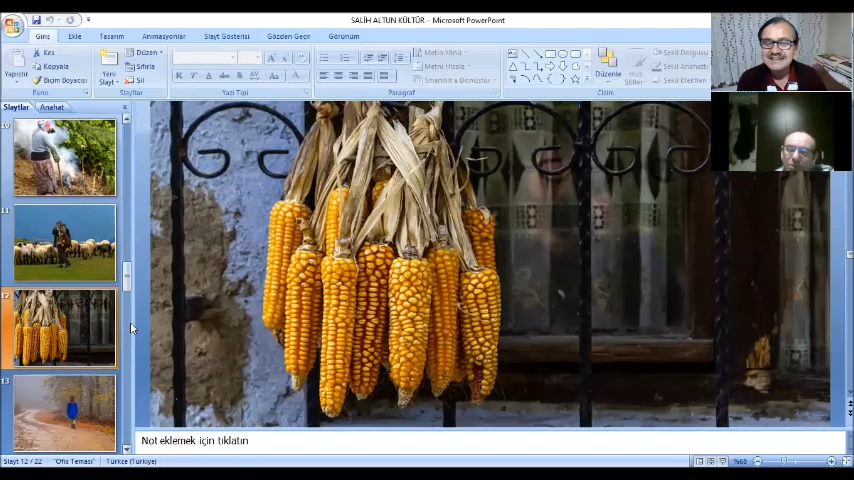 SALİH ALTUN KÜLTÜR - Microsoft PowerPoint
Giriş Ekle Tasarım Animasyonlar Slayt Gösterisi Gözden Geçir Görünüm
Yapıştır
Kes
Kopyala
Biçim Boyacısı
Yeni Slayt
Düzen
Sil
K T A
Metin Yönü
Metni Hizala
SmartArt'a Dönüştür
Düzenle
Hızlı Stiller
Şekil Dolgusu
Şekil Anahattı
Şekil Efektleri
Pano Slaytlar Yazı Tipi Paragraf Çizim
Slaytlar Anahat
10
11
12
13
Not eklemek için tıklatın
Slayt 12 / 22 "Ofis Teması" Türkçe (Türkiye) %68